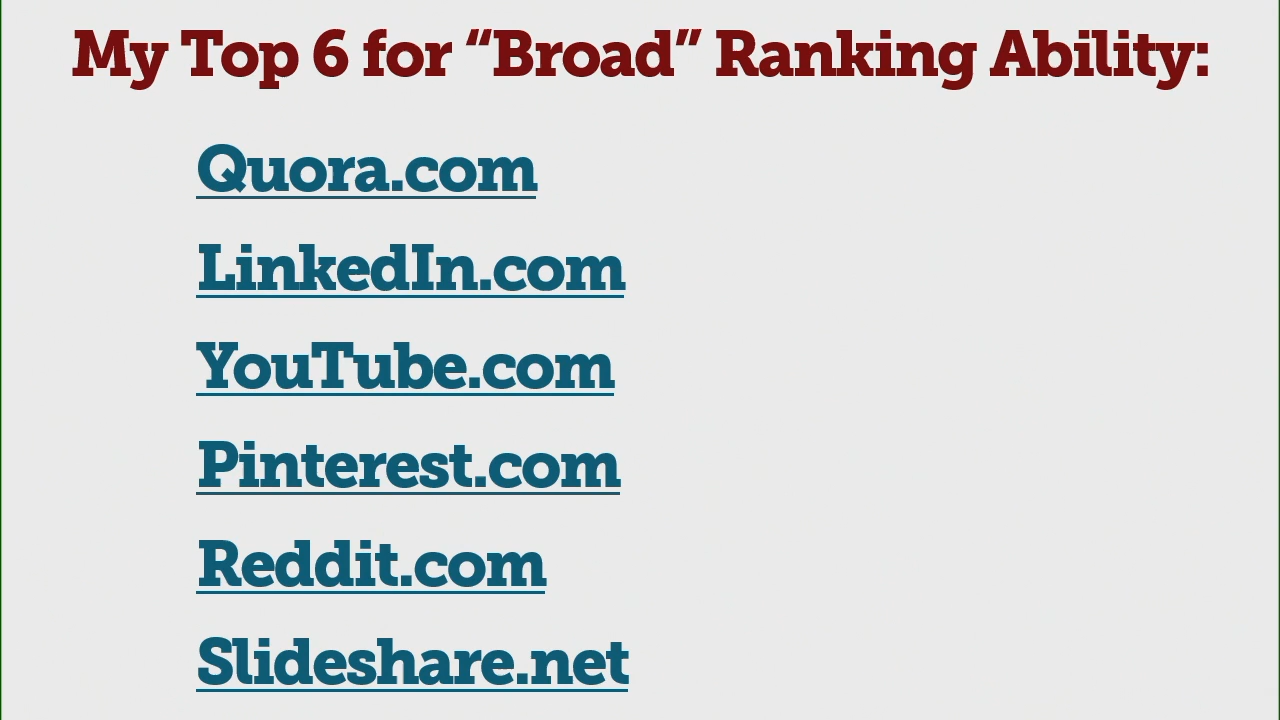 My Top 6 for “Broad” Ranking Ability:
Quora.com
LinkedIn.com
YouTube.com
Pinterest.com
Reddit.com
Slideshare.net